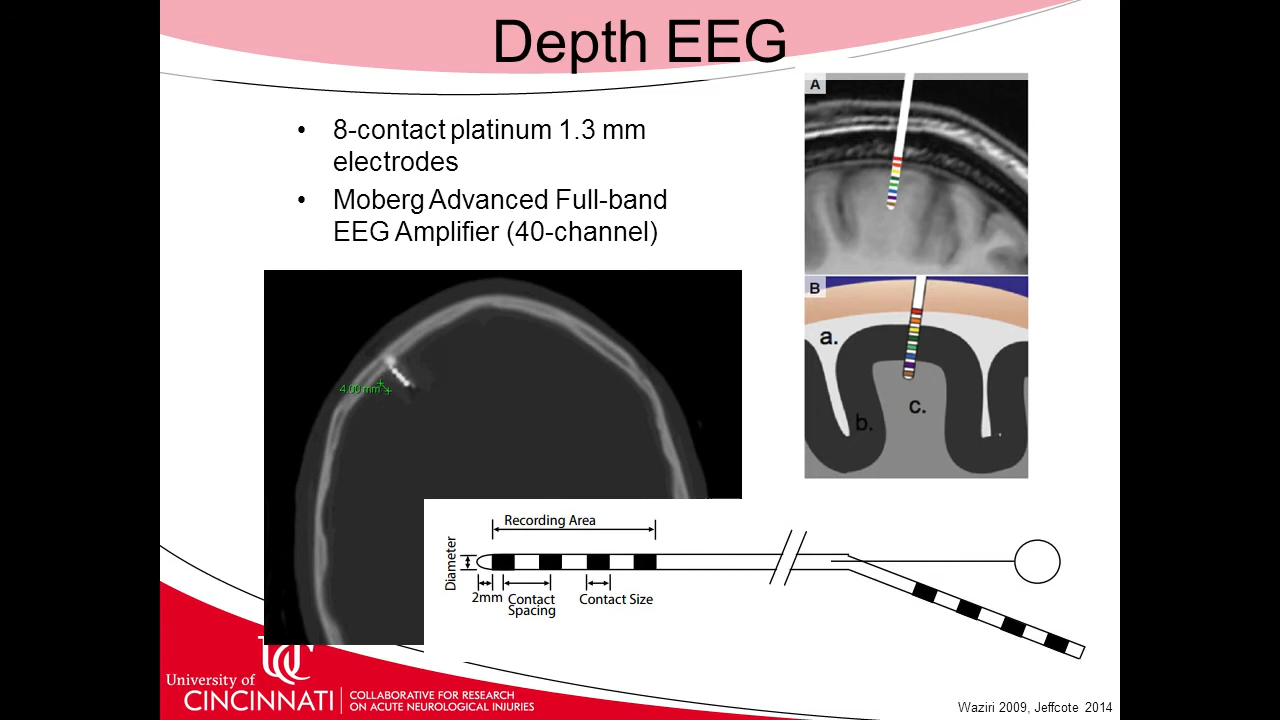 Depth EEG
• 8-contact platinum 1.3 mm
electrodes
• Moberg Advanced Full-band
EEG Amplifier (40-channel)
A
B
a.
b.
c.
4.00 mm
Recording Area
Diameter
2mm
Contact
Spacing
Contact Size
UC
University of
CINCINNATI
COLLABORATIVE FOR RESEARCH
ON ACUTE NEUROLOGICAL INJURIES
Waziri 2009, Jeffcote 2014